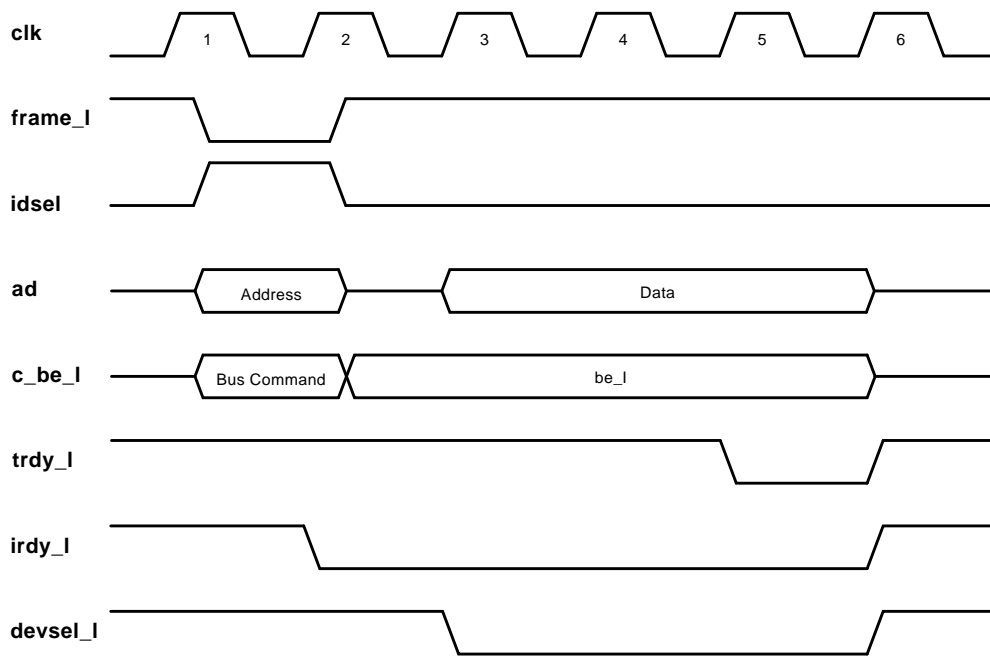 clk
1 2 3 4 5 6
frame_l
idsel
ad
Address
Data
c_be_l
Bus Command
be_l
trdy_l
irdy_l
devsel_l